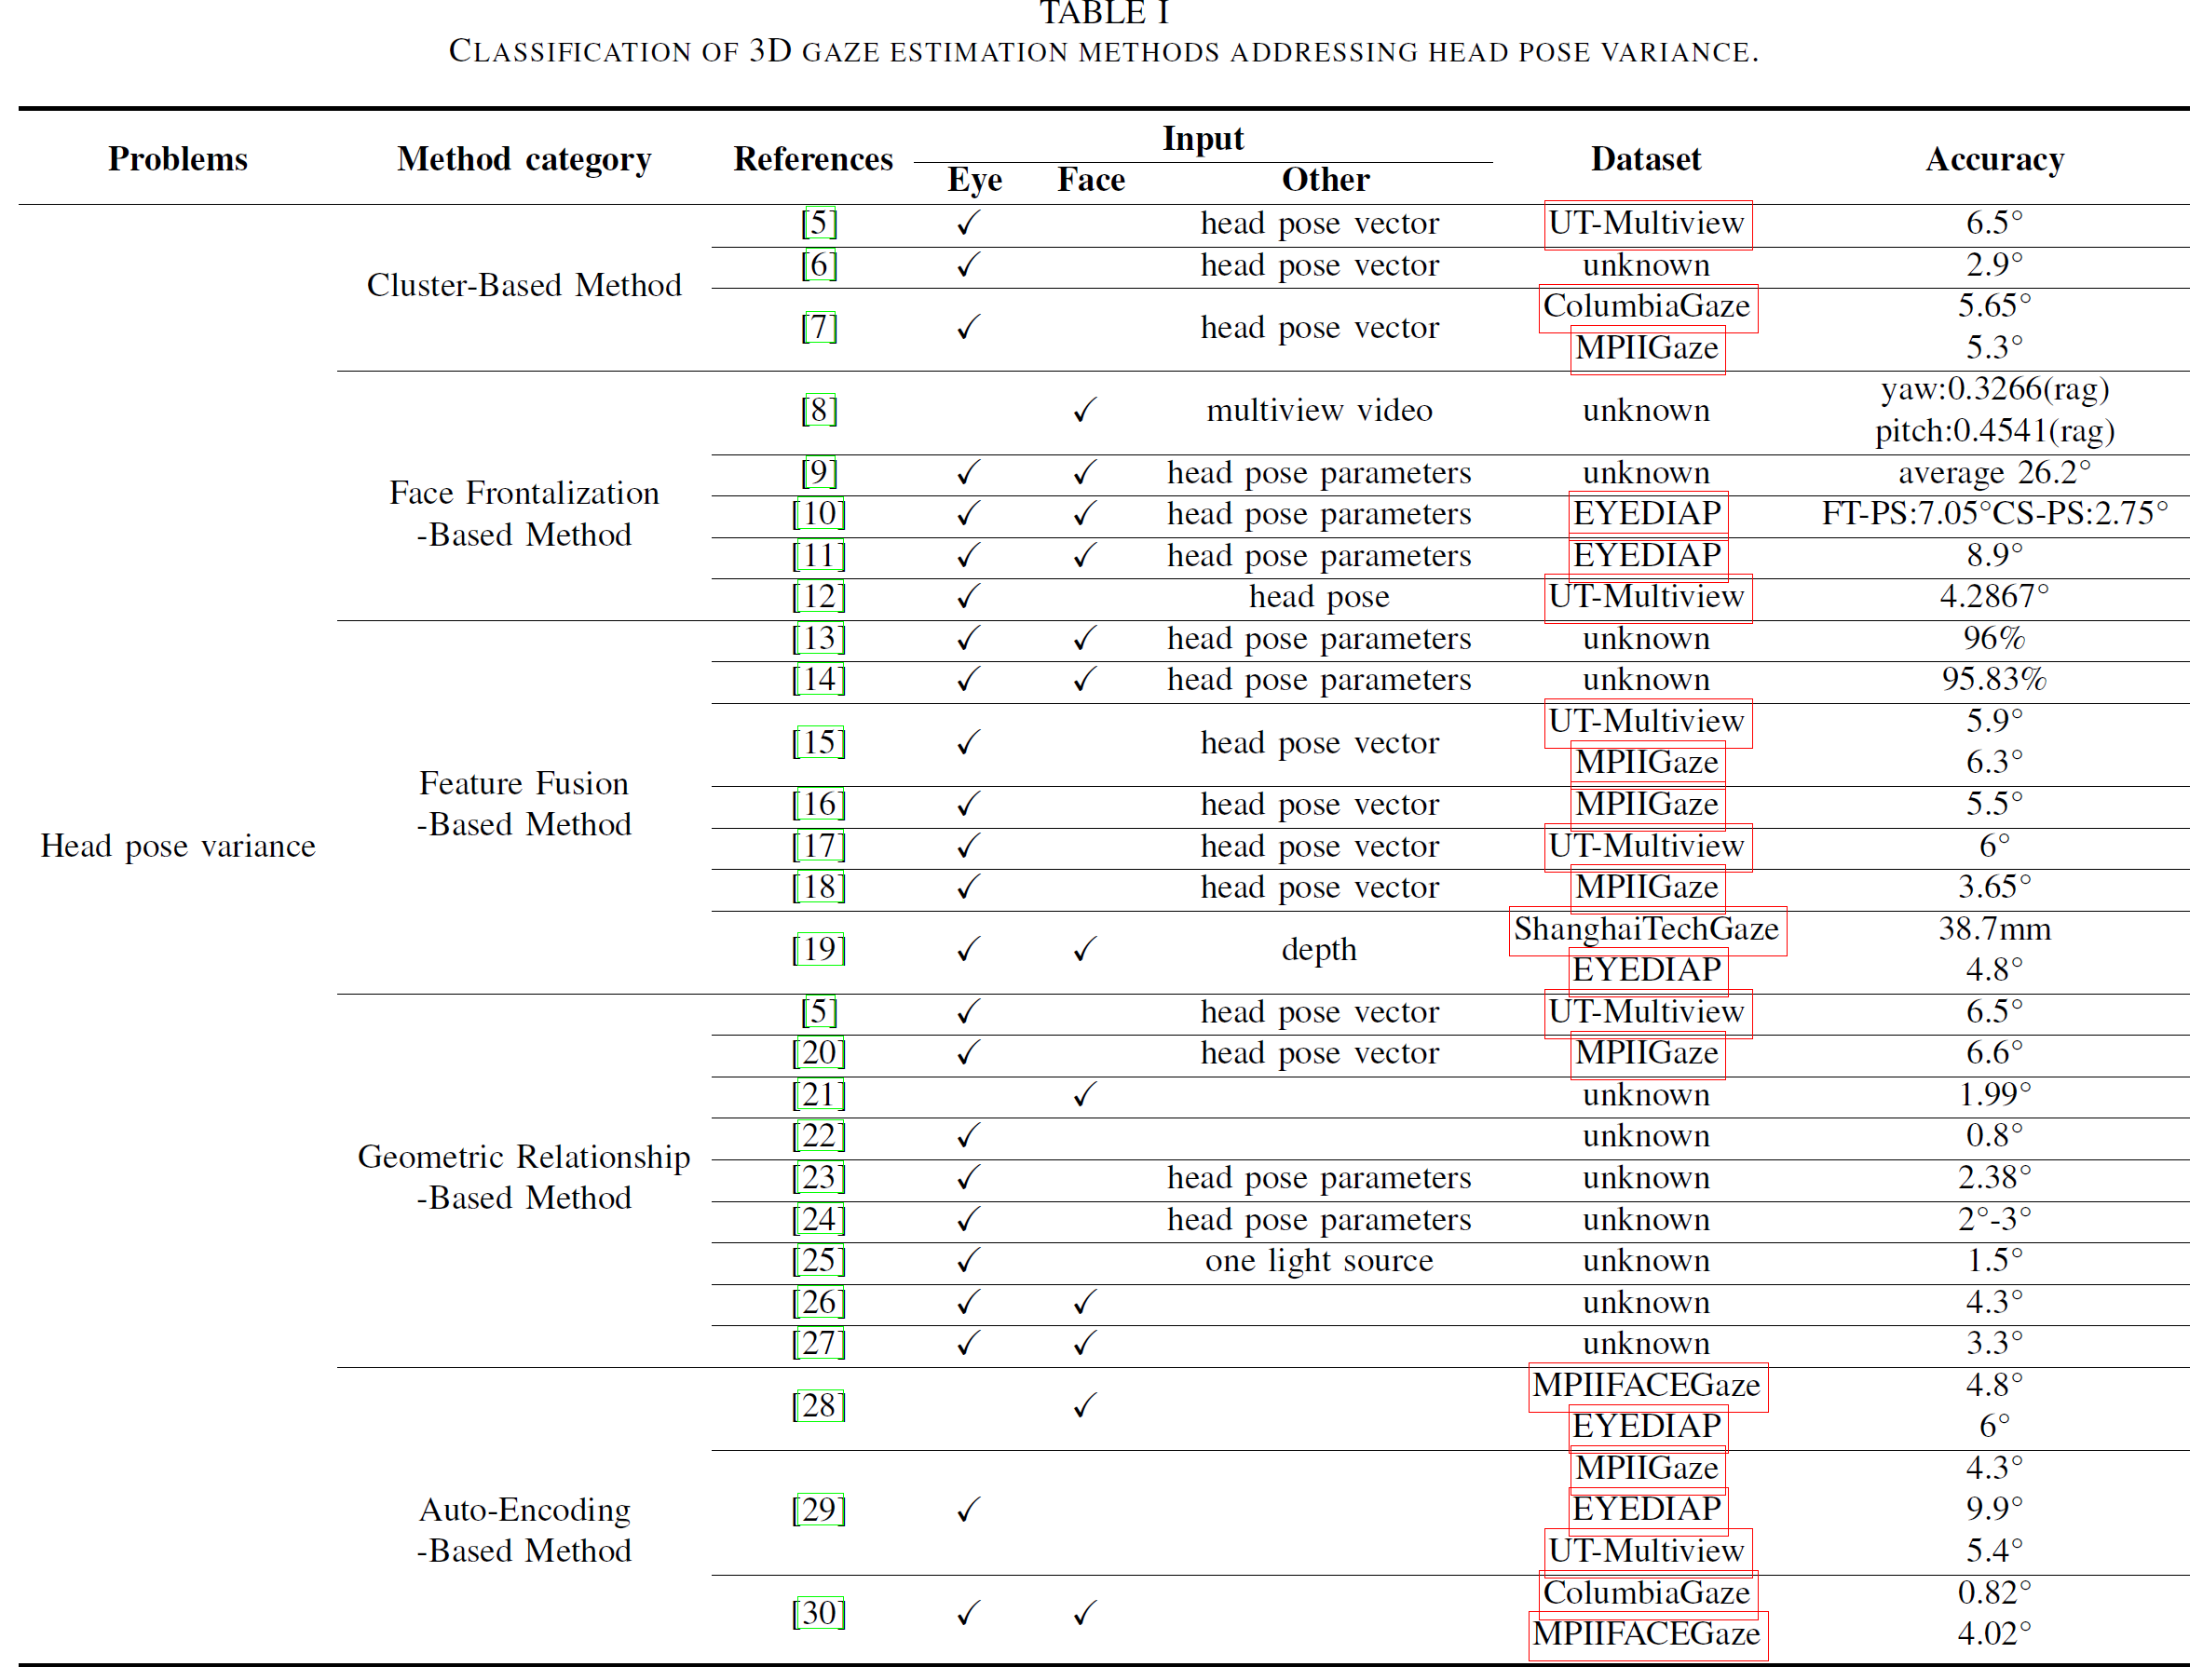 TABLE I
CLASSIFICATION OF 3D GAZE ESTIMATION METHODS ADDRESSING HEAD POSE VARIANCE.
Problems Method category References Input Dataset Accuracy
Eye Face Other
Head pose variance
Cluster-Based Method
[5] ✓ head pose vector UT-Multiview 6.5°
[6] ✓ head pose vector unknown 2.9°
[7] ✓ head pose vector ColumbiaGaze 5.65°
MPIIGaze 5.3°
Face Frontalization
-Based Method
[8] ✓ multiview video unknown yaw:0.3266(rag)
pitch:0.4541(rag)
[9] ✓ ✓ head pose parameters unknown average 26.2°
[10] ✓ ✓ head pose parameters EYEDIAP FT-PS:7.05°CS-PS:2.75°
[11] ✓ ✓ head pose parameters EYEDIAP 8.9°
[12] ✓ head pose UT-Multiview 4.2867°
Feature Fusion
-Based Method
[13] ✓ ✓ head pose parameters unknown 96%
[14] ✓ ✓ head pose parameters unknown 95.83%
[15] ✓ head pose vector UT-Multiview 5.9°
MPIIGaze 6.3°
[16] ✓ head pose vector MPIIGaze 5.5°
[17] ✓ head pose vector UT-Multiview 6°
[18] ✓ head pose vector MPIIGaze 3.65°
[19] ✓ ✓ depth ShanghaiTechGaze 38.7mm
EYEDIAP 4.8°
Geometric Relationship
-Based Method
[5] ✓ head pose vector UT-Multiview 6.5°
[20] ✓ head pose vector MPIIGaze 6.6°
[21] ✓ unknown 1.99°
[22] ✓ unknown 0.8°
[23] ✓ head pose parameters unknown 2.38°
[24] ✓ head pose parameters unknown 2°-3°
[25] ✓ one light source unknown 1.5°
[26] ✓ ✓ unknown 4.3°
[27] ✓ ✓ unknown 3.3°
Auto-Encoding
-Based Method
[28] ✓ MPIIFACEGaze 4.8°
EYEDIAP 6°
[29] ✓ MPIIGaze 4.3°
EYEDIAP 9.9°
UT-Multiview 5.4°
[30] ✓ ✓ ColumbiaGaze 0.82°
MPIIFACEGaze 4.02°